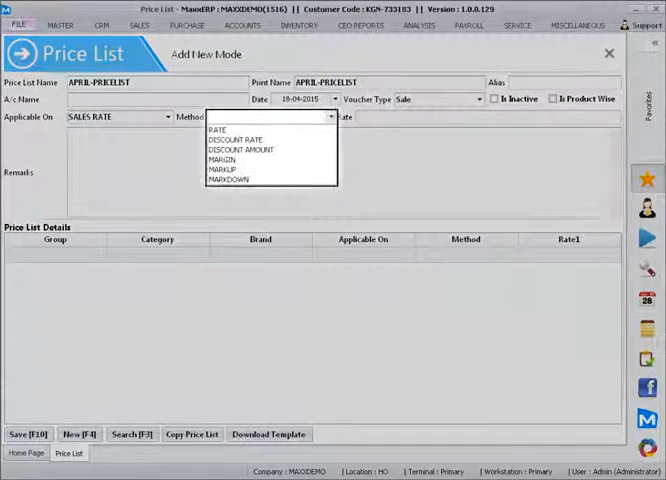 Price List - MaxxERP : MAXXIDEMO(1516) || Customer Code : KGN-733183 || Version : 1.0.0.129
FILE MASTER CRM SALES PURCHASE ACCOUNTS INVENTORY CEO REPORTS ANALYSIS PAYROLL SERVICE MISCELLANEOUS Support
Price List Add New Mode
Price List Name APRIL-PRICELIST Print Name APRIL-PRICELIST Alias
A/c Name Date 18-04-2015 Voucher Type Sale Is Inactive Is Product Wise
Favorites
Applicable On SALES RATE Method Rate
RATE
DISCOUNT RATE
DISCOUNT AMOUNT
MARGIN
MARKUP
MARKDOWN
Remarks
Price List Details
Group Category Brand Applicable On Method Rate1
28
Save [F10] New [F4] Search [F3] Copy Price List Download Template
Home Page Price List
Company : MAXXIDEMO | Location : HO | Terminal : Primary | Workstation : Primary | User : Admin (Administrator)